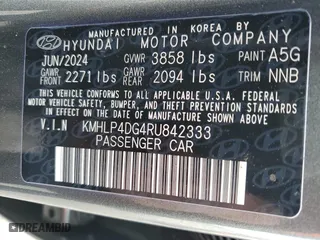 MANUFACTURED IN KOREA BY
HYUNDAI MOTOR COMPANY
JUN/2024 GVWR 3858 lbs PAINT A5G
GAWR FRT 2271 lbs GAWR RR 2094 lbs TRIM NNB
THIS VEHICLE CONFORMS TO ALL APPLICABLE
FEDERAL MOTOR VEHICLE SAFETY, BUMPER, AND
THEFT PREVENTION STANDARDS IN EFFECT ON
THE DATE OF MANUFACTURE SHOWN ABOVE.
V.I.N KMHLP4DG4RU842333
PASSENGER CAR